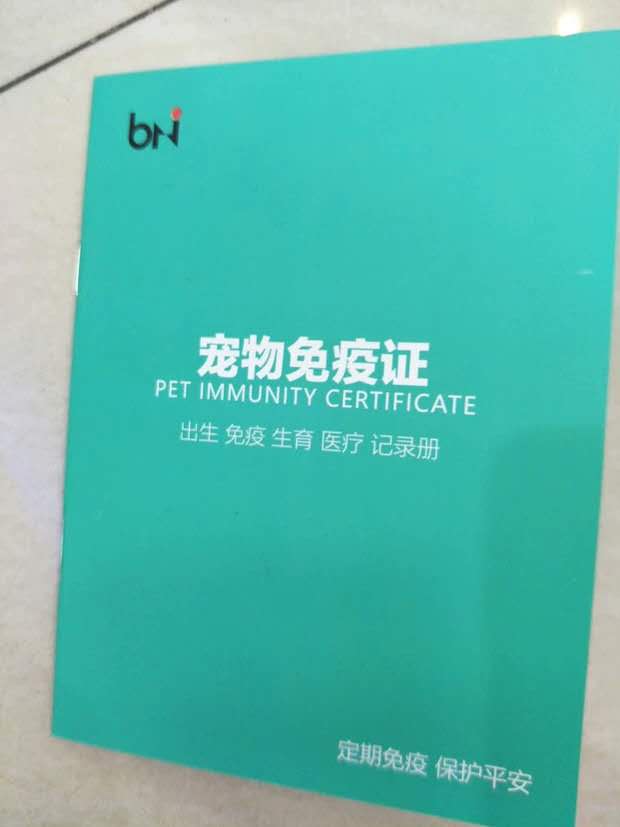 bni
宠物免疫证
PET IMMUNITY CERTIFICATE
出生 免疫 生育 医疗 记录册
定期免疫 保护平安